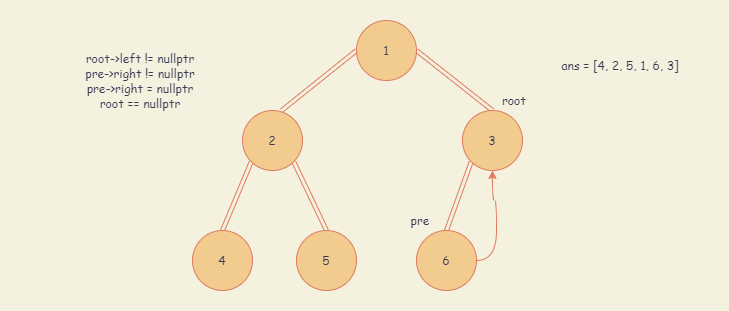 root->left != nullptr
pre->right != nullptr
pre->right = nullptr
root == nullptr
1
ans = [4, 2, 5, 1, 6, 3]
root
2
3
pre
4
5
6